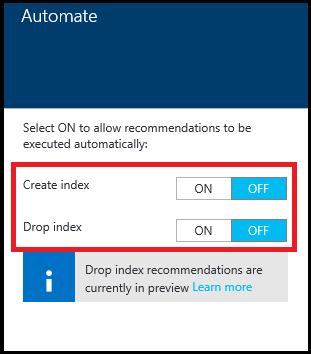 Automate
Select ON to allow recommendations to be
executed automatically:
Create index ON OFF
Drop index ON OFF
i Drop index recommendations are
currently in preview Learn more